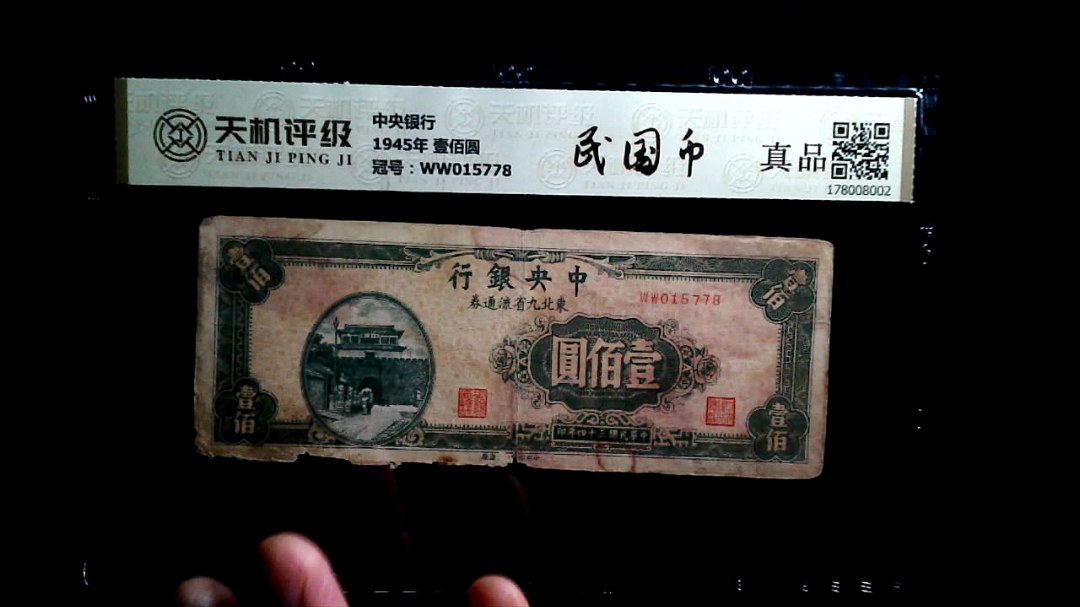 天机评级
TIAN JI PING JI
中央银行
1945年 壹佰圆
冠号：WW015778
民国币
真品
178008002
行銀央中
券通流省九北東
WW015778
圓佰壹
印年四十三國民華中
壹佰
壹佰
壹佰
壹佰